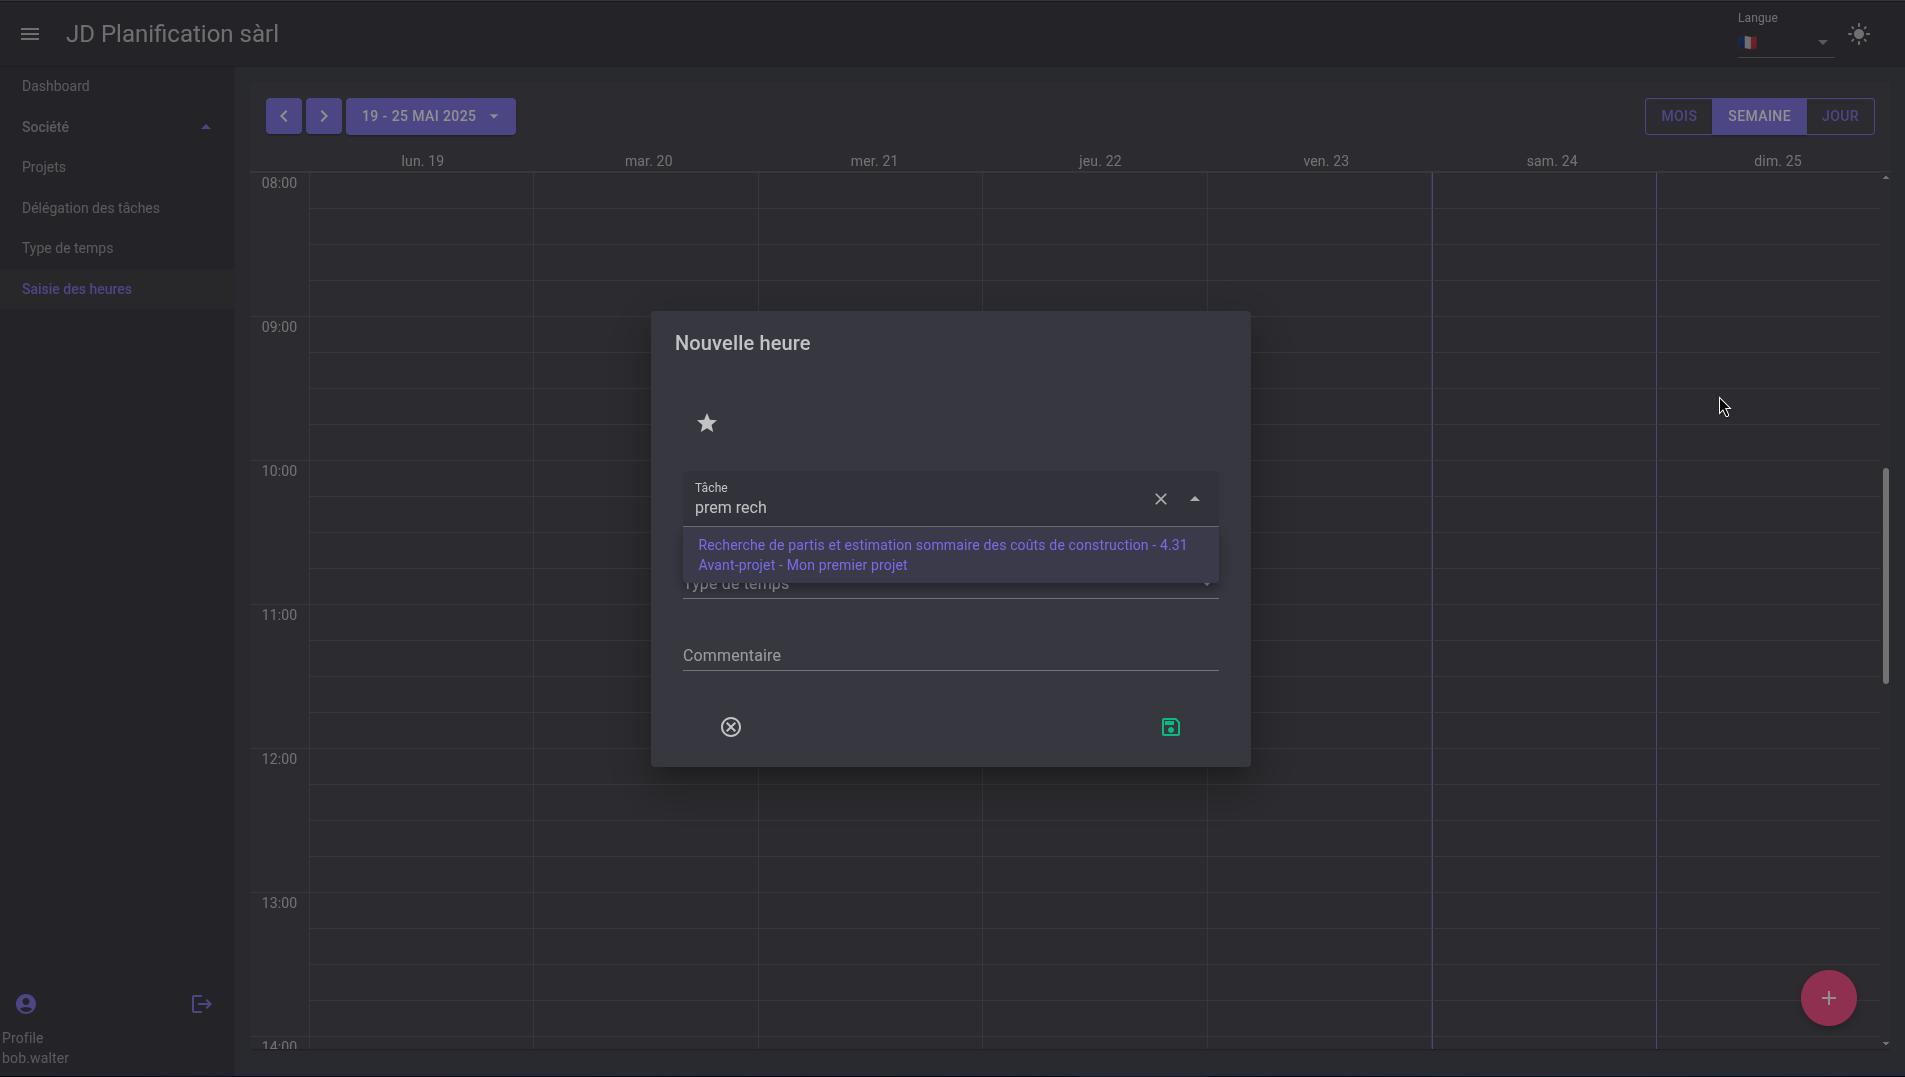 JD Planification sàrl
Langue
Dashboard
Société
Projets
Délégation des tâches
Type de temps
Saisie des heures
19 - 25 MAI 2025
MOIS
SEMAINE
JOUR
lun. 19
mar. 20
mer. 21
jeu. 22
ven. 23
sam. 24
dim. 25
08:00
09:00
10:00
11:00
12:00
13:00
14:00
Nouvelle heure
Tâche
prem rech
Recherche de partis et estimation sommaire des coûts de construction - 4.31
Avant-projet - Mon premier projet
Type de temps
Commentaire
Profile
bob.walter